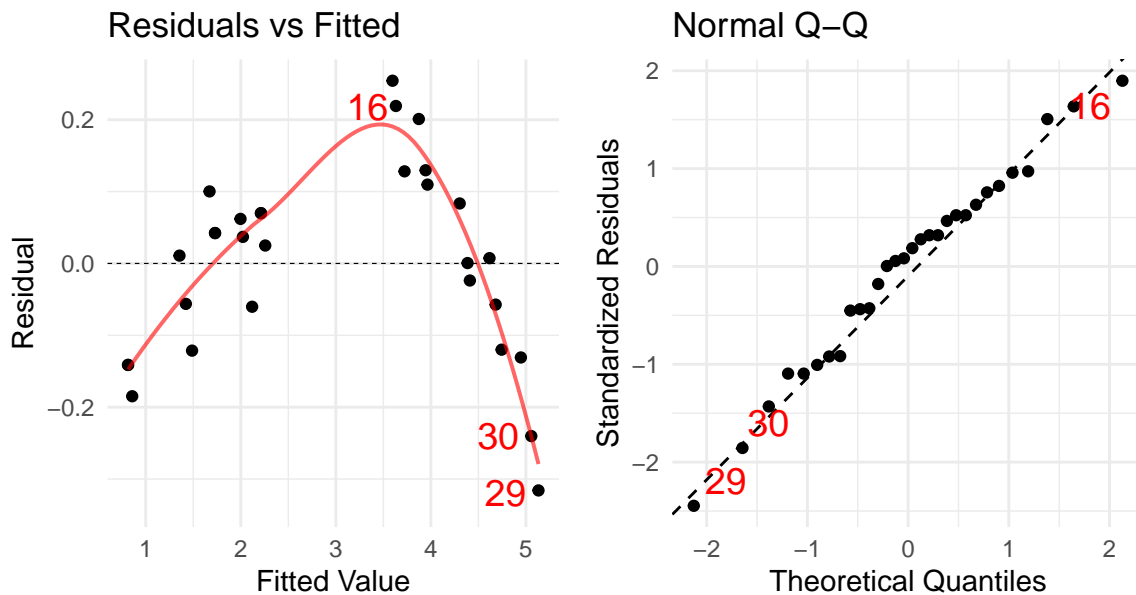 Residuals vs Fitted
Residual
0.2
0.0
−0.2
16
30
29
1 2 3 4 5
Fitted Value
Normal Q−Q
Standardized Residuals
2
1
0
−1
−2
16
30
29
−2 −1 0 1 2
Theoretical Quantiles